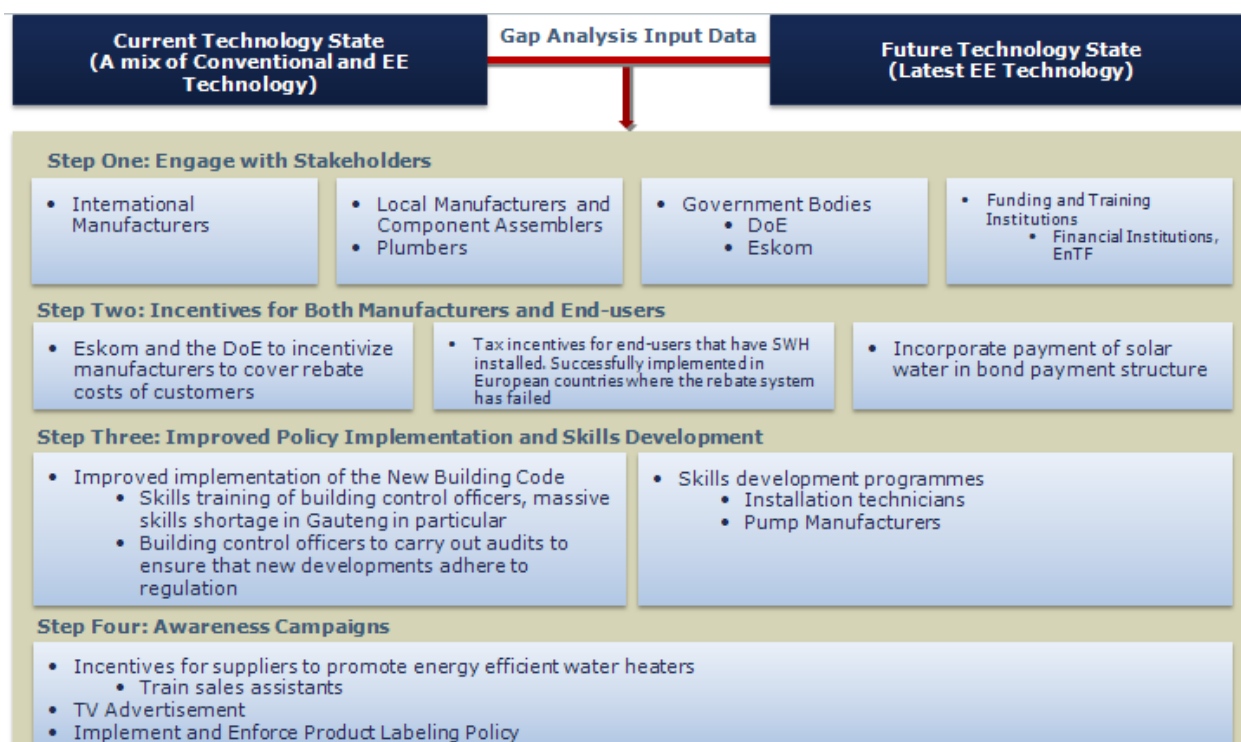 Current Technology State
(A mix of Conventional and EE
Technology)
Gap Analysis Input Data
Future Technology State
(Latest EE Technology)
Step One: Engage with Stakeholders
• International
Manufacturers
• Local Manufacturers and
Component Assemblers
• Plumbers
• Government Bodies
• DoE
• Eskom
• Funding and Training
Institutions
• Financial Institutions,
EnTF
Step Two: Incentives for Both Manufacturers and End-users
• Eskom and the DoE to incentivize
manufacturers to cover rebate
costs of customers
• Tax incentives for end-users that have SWH
installed. Successfully implemented in
European countries where the rebate system
has failed
• Incorporate payment of solar
water in bond payment structure
Step Three: Improved Policy Implementation and Skills Development
• Improved implementation of the New Building Code
• Skills training of building control officers, massive
skills shortage in Gauteng in particular
• Building control officers to carry out audits to
ensure that new developments adhere to
regulation
• Skills development programmes
• Installation technicians
• Pump Manufacturers
Step Four: Awareness Campaigns
• Incentives for suppliers to promote energy efficient water heaters
• Train sales assistants
• TV Advertisement
• Implement and Enforce Product Labeling Policy